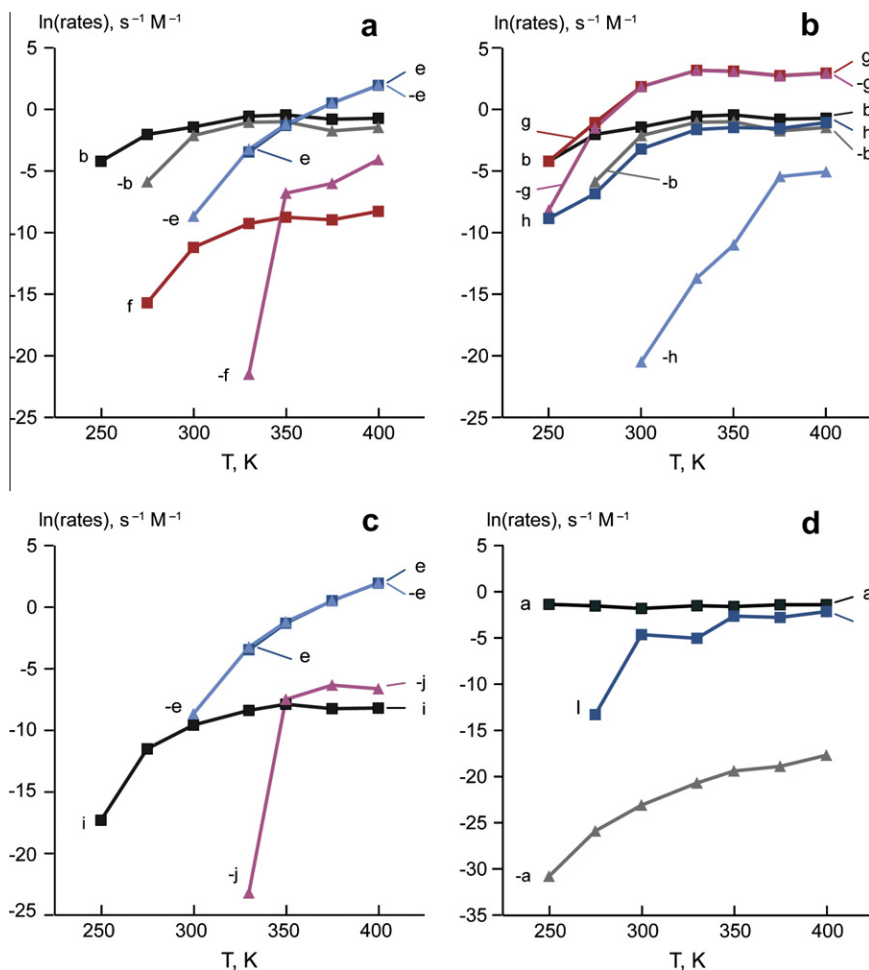 ln(rates), s⁻¹ M⁻¹ a
5
0
-5
-10
-15
-20
-25
b
-b
-e
e
f
-f
e
-e
250 300 350 400
T, K
ln(rates), s⁻¹ M⁻¹ b
5
0
-5
-10
-15
-20
-25
g
b
-g
h
-b
-h
g
-g
b
h
-b
250 300 350 400
T, K
ln(rates), s⁻¹ M⁻¹ c
5
0
-5
-10
-15
-20
-25
i
-e
e
-j
e
-e
-j
i
250 300 350 400
T, K
ln(rates), s⁻¹ M⁻¹ d
5
0
-5
-10
-15
-20
-25
-30
-35
a
l
-a
a
250 300 350 400
T, K